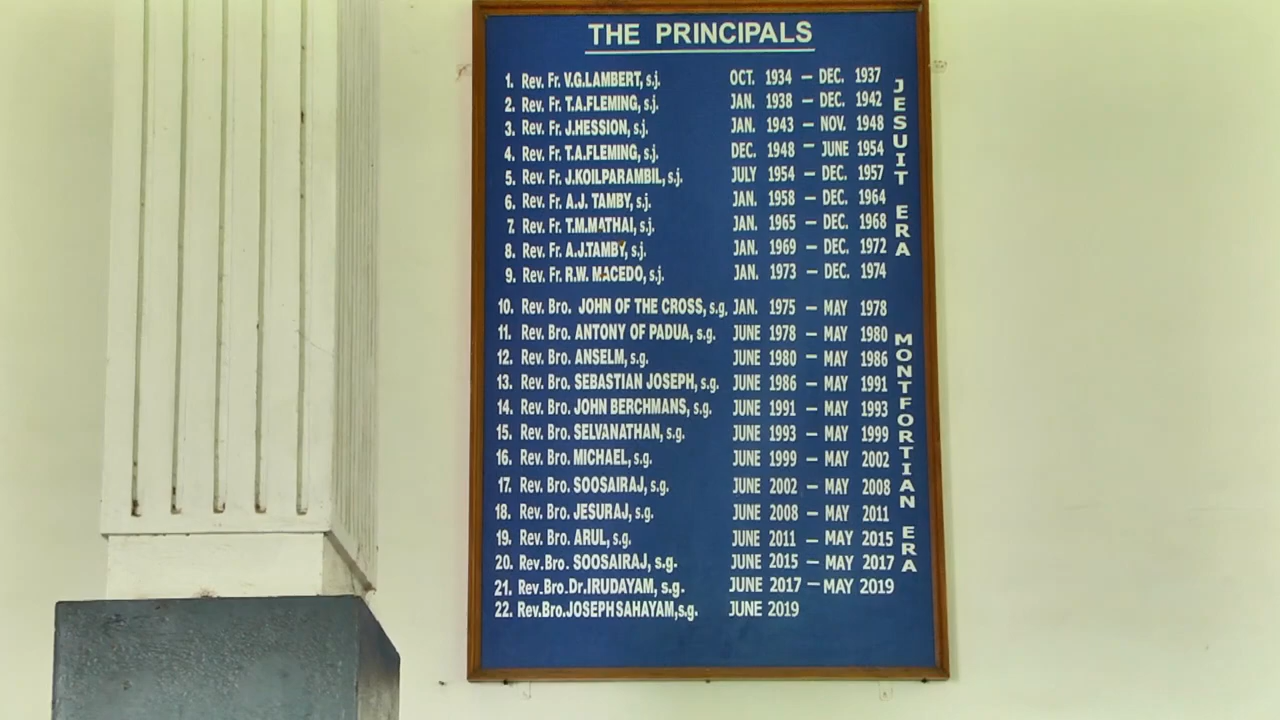 THE PRINCIPALS
1. Rev. Fr. V.G.LAMBERT, s.j. OCT. 1934 – DEC. 1937
2. Rev. Fr. T.A.FLEMING, s.j. JAN. 1938 – DEC. 1942
3. Rev. Fr. J.HESSION, s.j. JAN. 1943 – NOV. 1948
4. Rev. Fr. T.A.FLEMING, s.j. DEC. 1948 – JUNE 1954
5. Rev. Fr. J.KOILPARAMBIL, s.j. JULY 1954 – DEC. 1957
6. Rev. Fr. A.J. TAMBY, s.j. JAN. 1958 – DEC. 1964
7. Rev. Fr. T.M.MATHAI, s.j. JAN. 1965 – DEC. 1968
8. Rev. Fr. A.J.TAMBY, s.j. JAN. 1969 – DEC. 1972
9. Rev. Fr. R.W. MACEDO, s.j. JAN. 1973 – DEC. 1974
JESUIT ERA
10. Rev. Bro. JOHN OF THE CROSS, s.g. JAN. 1975 – MAY 1978
11. Rev. Bro. ANTONY OF PADUA, s.g. JUNE 1978 – MAY 1980
12. Rev. Bro. ANSELM, s.g. JUNE 1980 – MAY 1986
13. Rev. Bro. SEBASTIAN JOSEPH, s.g. JUNE 1986 – MAY 1991
14. Rev. Bro. JOHN BERCHMANS, s.g. JUNE 1991 – MAY 1993
15. Rev. Bro. SELVANATHAN, s.g. JUNE 1993 – MAY 1999
16. Rev. Bro. MICHAEL, s.g. JUNE 1999 – MAY 2002
17. Rev. Bro. SOOSAIRAJ, s.g. JUNE 2002 – MAY 2008
18. Rev. Bro. JESURAJ, s.g. JUNE 2008 – MAY 2011
19. Rev. Bro. ARUL, s.g. JUNE 2011 – MAY 2015
20. Rev.Bro. SOOSAIRAJ, s.g. JUNE 2015 – MAY 2017
21. Rev.Bro.Dr.IRUDAYAM, s.g. JUNE 2017 – MAY 2019
22. Rev.Bro.JOSEPH SAHAYAM,s.g. JUNE 2019
MONTFORTIAN ERA